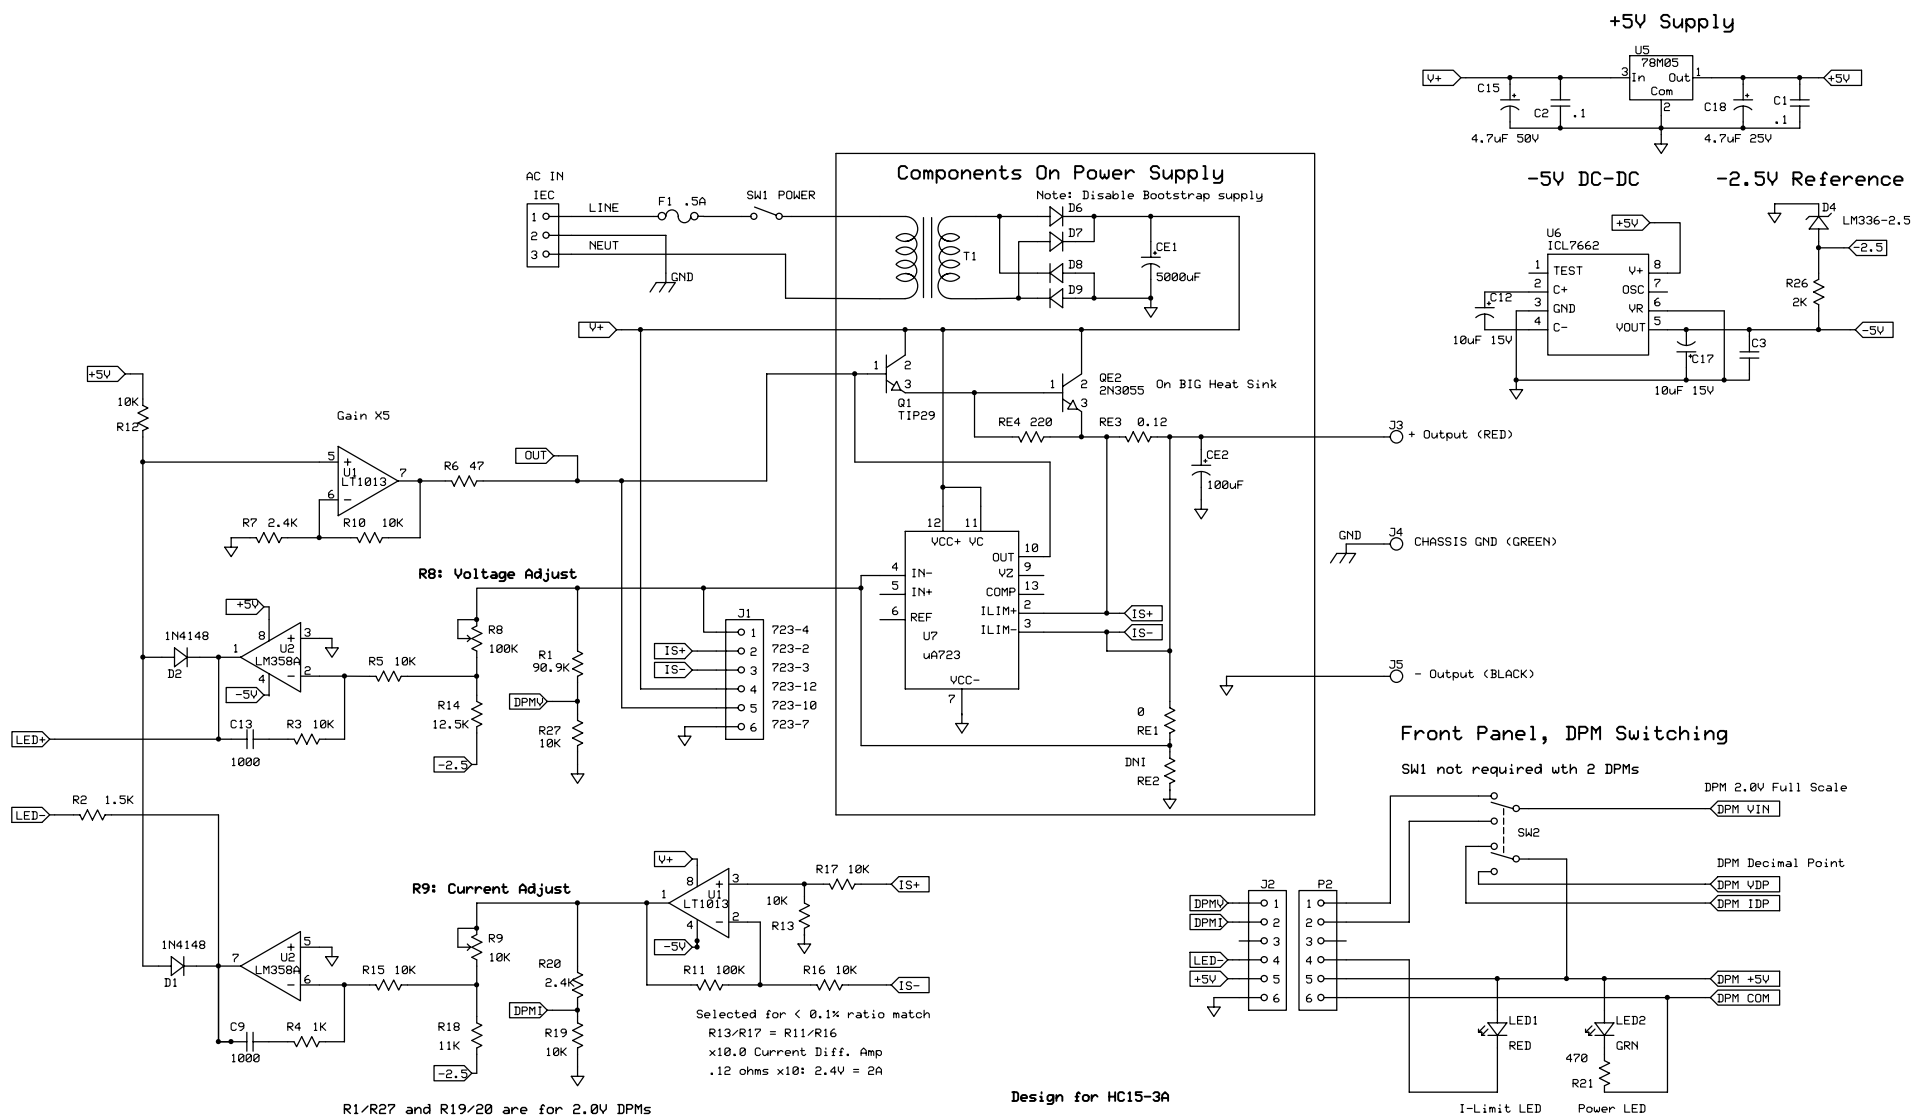 +5V Supply
U5
78M05
V+
3
In
Out
1
+5V
Com
2
C15
C2
.1
C18
C1
.1
4.7uF 50V
4.7uF 25V
-5V DC-DC
-2.5V Reference
D4
LM336-2.5
+5V
-2.5
U6
ICL7662
1
TEST
V+
8
2
C+
OSC
7
3
GND
VR
6
4
C-
VOUT
5
C12
10uF 15V
R26
2K
-5V
C17
C3
10uF 15V
AC IN
IEC
1
2
3
LINE
NEUT
F1 .5A
SW1 POWER
GND
Components On Power Supply
Note: Disable Bootstrap supply
T1
D6
D7
D8
D9
CE1
5000uF
V+
1
2
3
Q1
TIP29
1
2
3
QE2
2N3055
On BIG Heat Sink
RE4 220
RE3 0.12
CE2
100uF
J3
+ Output (RED)
GND
J4
CHASSIS GND (GREEN)
J5
- Output (BLACK)
12
11
VCC+ VC
OUT
10
4
IN-
VZ
9
5
IN+
COMP
13
6
REF
ILIM+
2
ILIM-
3
U7
uA723
VCC-
7
IS+
IS-
0
RE1
DNI
RE2
+5V
10K
R12
Gain X5
5
+
U1
LT1013
7
6
-
R6 47
OUT
R7 2.4K
R10 10K
R8: Voltage Adjust
+5V
8
+
3
U2
LM358A
1
4
-
2
-5V
1N4148
D2
R5 10K
R8
100K
R14
12.5K
-2.5
R1
90.9K
DPMV
R27
10K
C13
1000
R3 10K
LED+
J1
1
723-4
IS+
2
723-2
IS-
3
723-3
4
723-12
5
723-10
6
723-7
LED-
R2 1.5K
R9: Current Adjust
V+
8
+
3
U1
LT1013
1
4
-
2
-5V
R17 10K
IS+
10K
R13
R11 100K
R16 10K
IS-
1N4148
D1
7
+
5
U2
LM358A
-
6
R15 10K
R9
10K
R18
11K
-2.5
R20
2.4K
DPMI
R19
10K
C9
1000
R4 1K
Selected for < 0.1% ratio match
R13/R17 = R11/R16
x10.0 Current Diff. Amp
.12 ohms x10: 2.4V = 2A
R1/R27 and R19/20 are for 2.0V DPMs
Design for HC15-3A
Front Panel, DPM Switching
SW1 not required wth 2 DPMs
DPM 2.0V Full Scale
DPM VIN
SW2
DPM Decimal Point
DPM VDP
DPM IDP
J2
P2
DPMV
1
1
DPMI
2
2
3
3
LED-
4
4
+5V
5
5
6
6
DPM +5V
DPM COM
LED1
RED
LED2
GRN
470
R21
I-Limit LED
Power LED